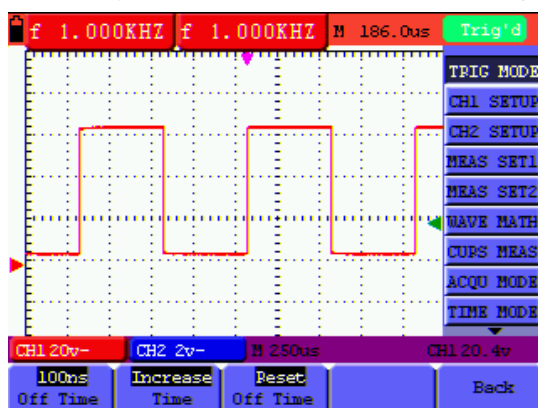 f 1.000KHZ f 1.000KHZ M 186.0us Trig'd
TPIG MODE
CH1 SETUP
CH2 SETUP
MEAS SET1
MEAS SET2
WAVE MATH
CUPS MEAS
ACQU MODE
TIME MODE
CH1 20v- CH2 2v- M 250us CH1 20.4v
100ns Increase Reset
Off Time Time Off Time Back